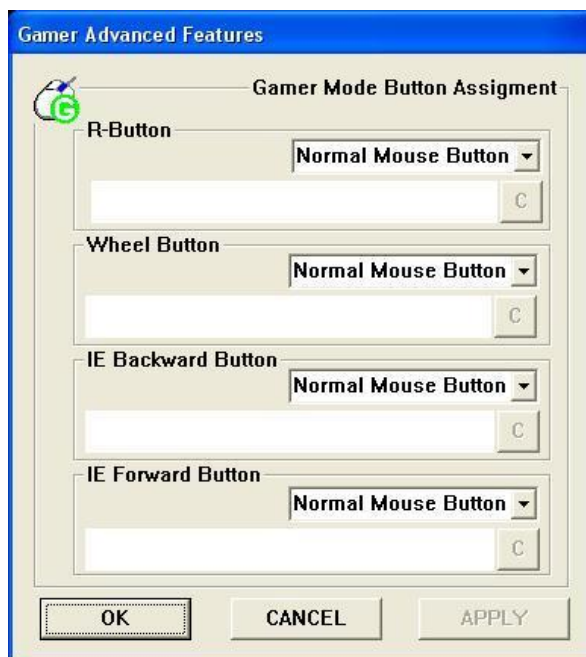 Gamer Advanced Features
Gamer Mode Button Assigment
R-Button
Normal Mouse Button
C
Wheel Button
Normal Mouse Button
C
IE Backward Button
Normal Mouse Button
C
IE Forward Button
Normal Mouse Button
C
OK CANCEL APPLY